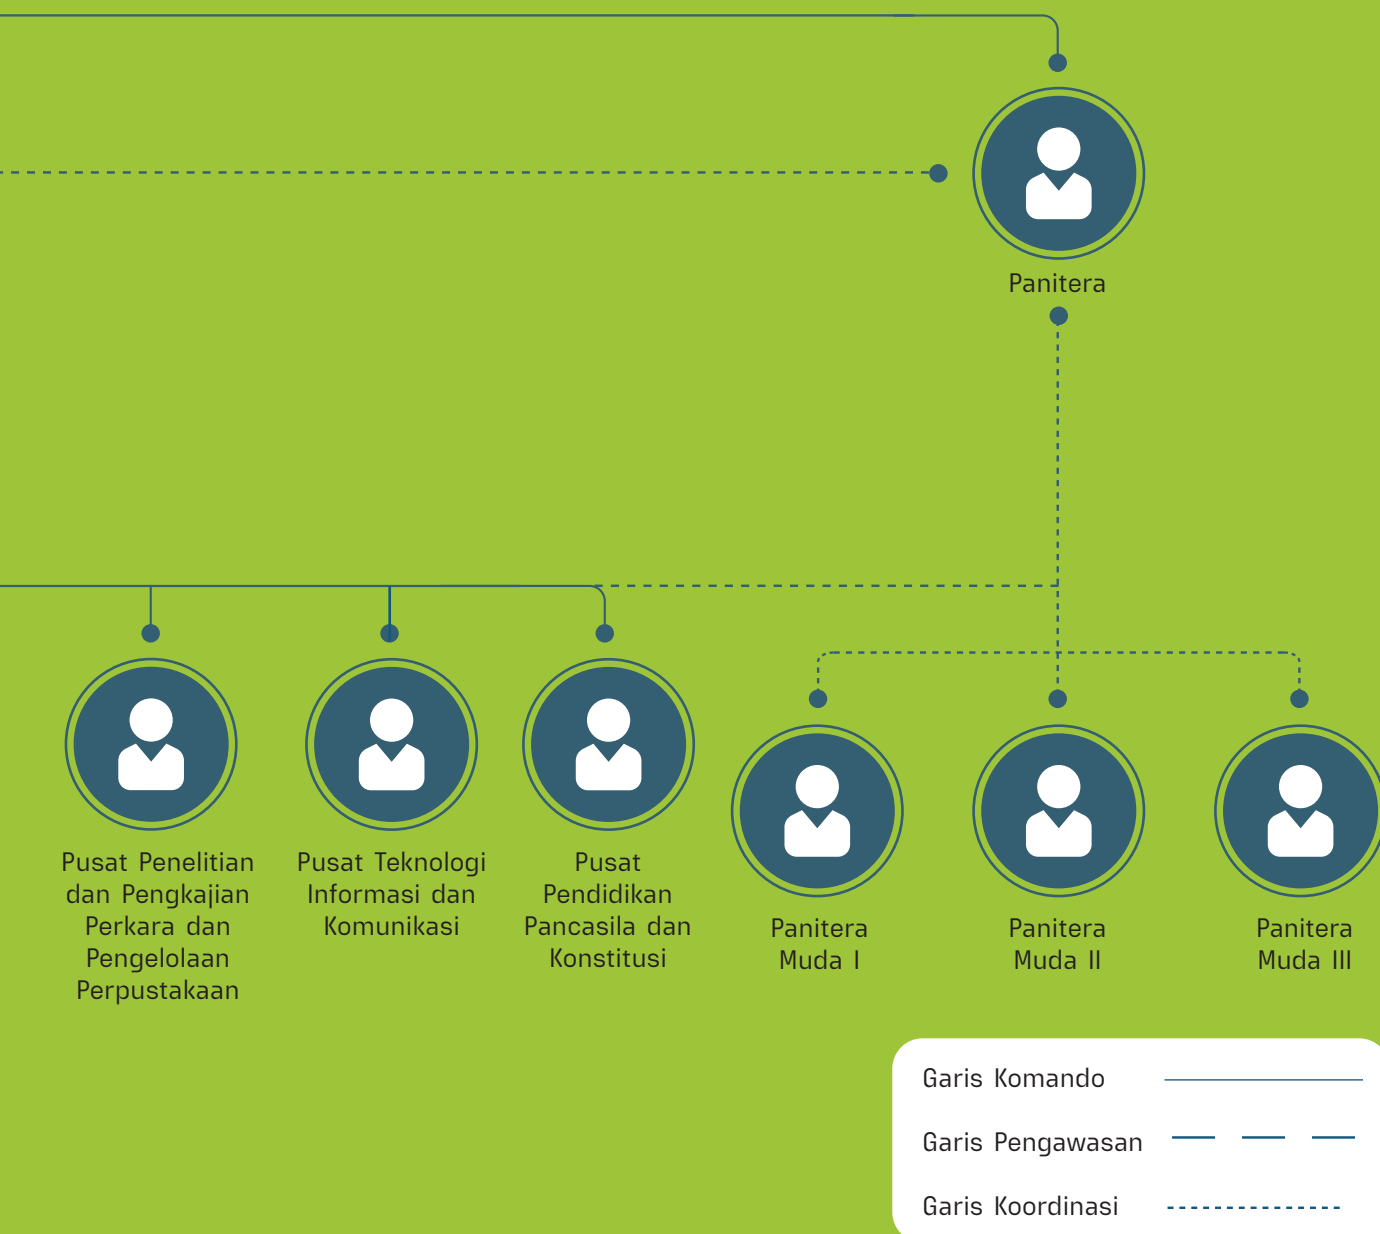 Panitera
Pusat Penelitian
dan Pengkajian
Perkara dan
Pengelolaan
Perpustakaan
Pusat Teknologi
Informasi dan
Komunikasi
Pusat
Pendidikan
Pancasila dan
Konstitusi
Panitera
Muda I
Panitera
Muda II
Panitera
Muda III
Garis Komando
Garis Pengawasan
Garis Koordinasi